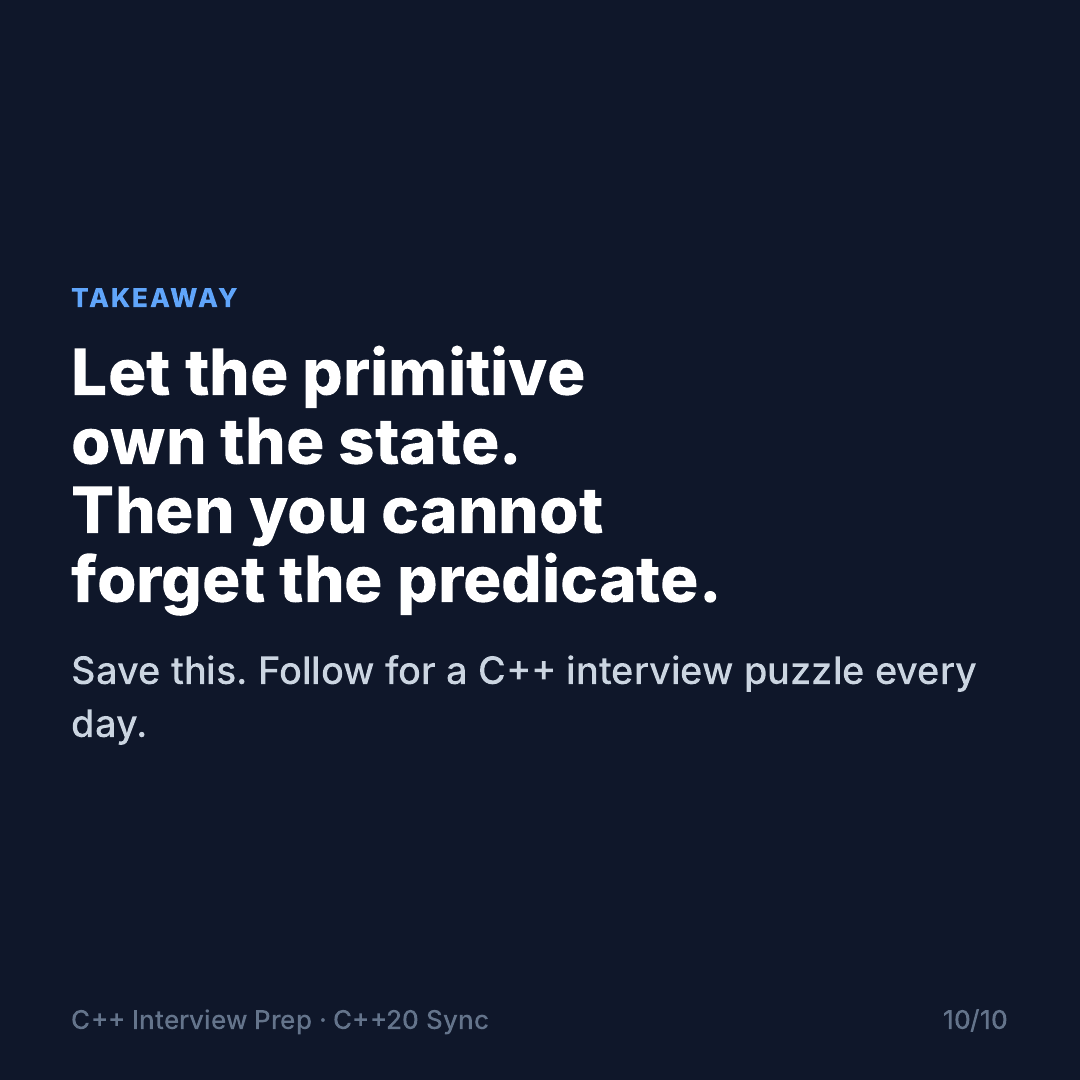 TAKEAWAY
Let the primitive
own the state.
Then you cannot
forget the predicate.
Save this. Follow for a C++ interview puzzle every
day.
C++ Interview Prep · C++20 Sync
10/10